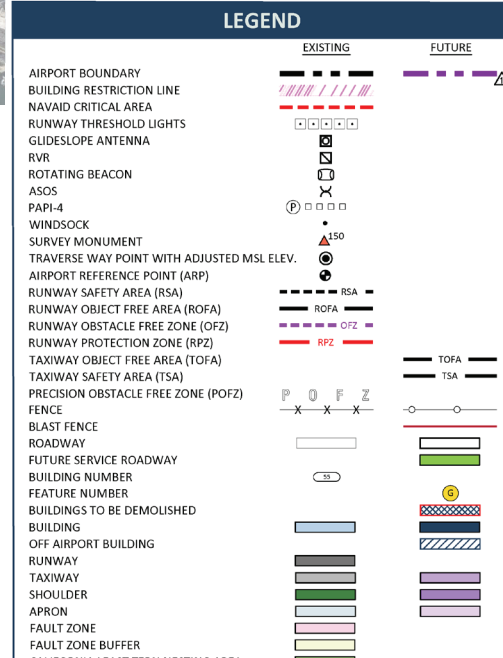 LEGEND
EXISTING FUTURE
AIRPORT BOUNDARY
BUILDING RESTRICTION LINE
NAVAID CRITICAL AREA
RUNWAY THRESHOLD LIGHTS
GLIDESLOPE ANTENNA
RVR
ROTATING BEACON
ASOS
PAPI-4 P
WINDSOCK
SURVEY MONUMENT 150
TRAVERSE WAY POINT WITH ADJUSTED MSL ELEV.
AIRPORT REFERENCE POINT (ARP)
RUNWAY SAFETY AREA (RSA) RSA
RUNWAY OBJECT FREE AREA (ROFA) ROFA
RUNWAY OBSTACLE FREE ZONE (OFZ) OFZ
RUNWAY PROTECTION ZONE (RPZ) RPZ
TAXIWAY OBJECT FREE AREA (TOFA) TOFA
TAXIWAY SAFETY AREA (TSA) TSA
PRECISION OBSTACLE FREE ZONE (POFZ) P O F Z
FENCE X X X
BLAST FENCE
ROADWAY
FUTURE SERVICE ROADWAY
BUILDING NUMBER 55
FEATURE NUMBER G
BUILDINGS TO BE DEMOLISHED
BUILDING
OFF AIRPORT BUILDING
RUNWAY
TAXIWAY
SHOULDER
APRON
FAULT ZONE
FAULT ZONE BUFFER